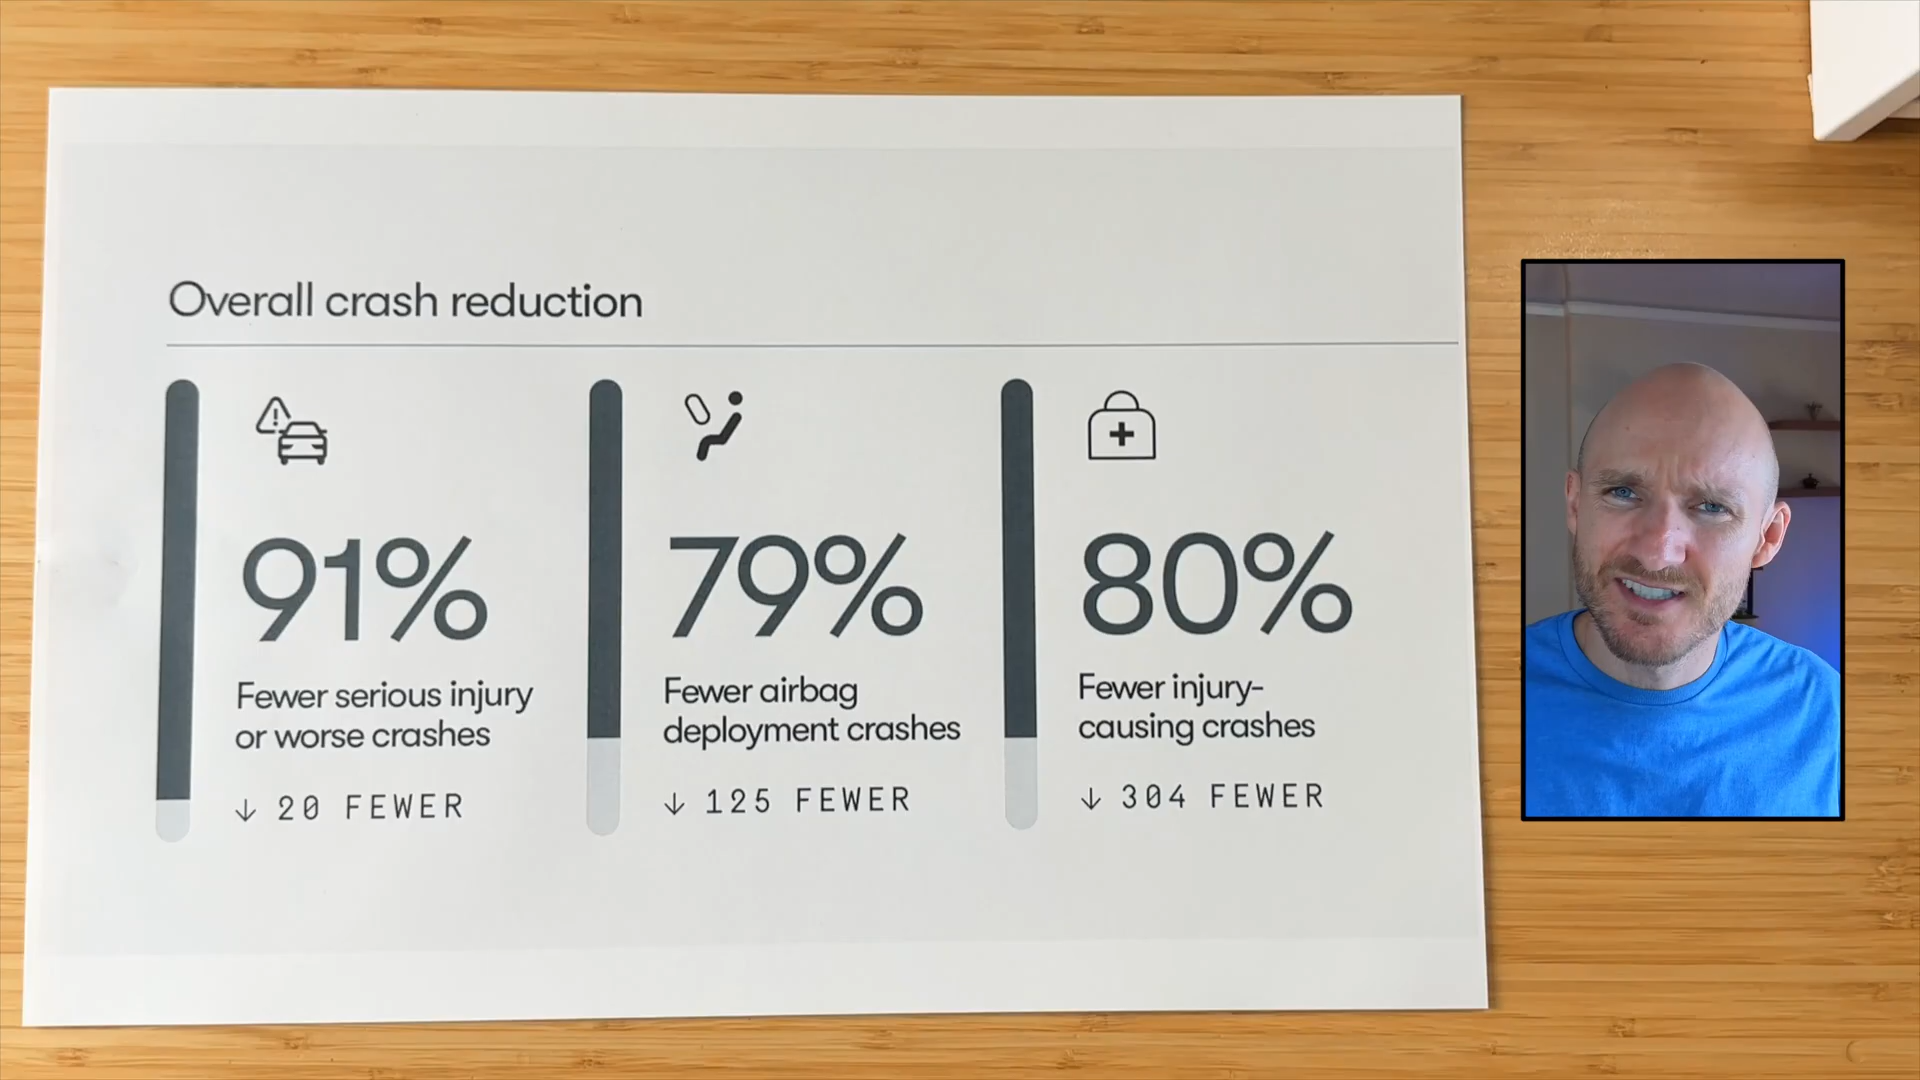 Overall crash reduction
91%
Fewer serious injury
or worse crashes
↓ 20 FEWER
79%
Fewer airbag
deployment crashes
↓ 125 FEWER
80%
Fewer injury-
causing crashes
↓ 304 FEWER